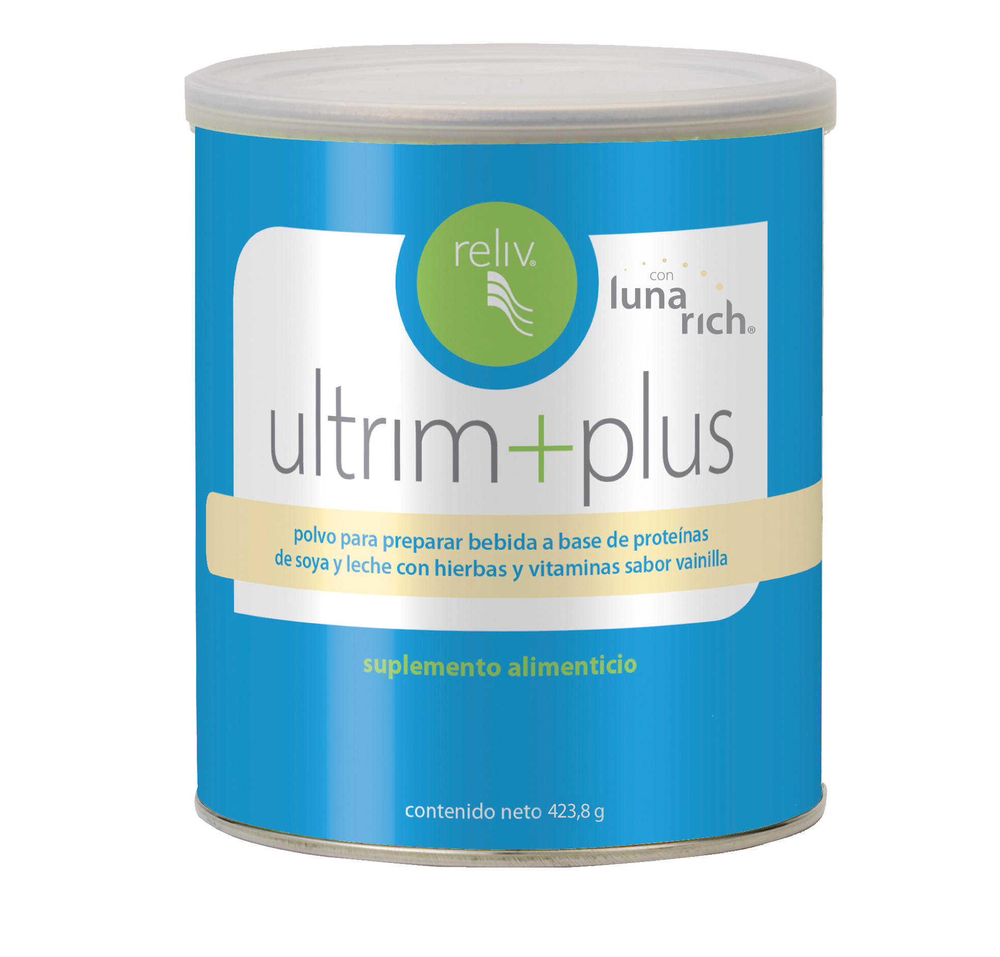 reliv®
con
luna
rich®
ultrim+plus
polvo para preparar bebida a base de proteínas
de soya y leche con hierbas y vitaminas sabor vainilla
suplemento alimenticio
contenido neto 423,8 g